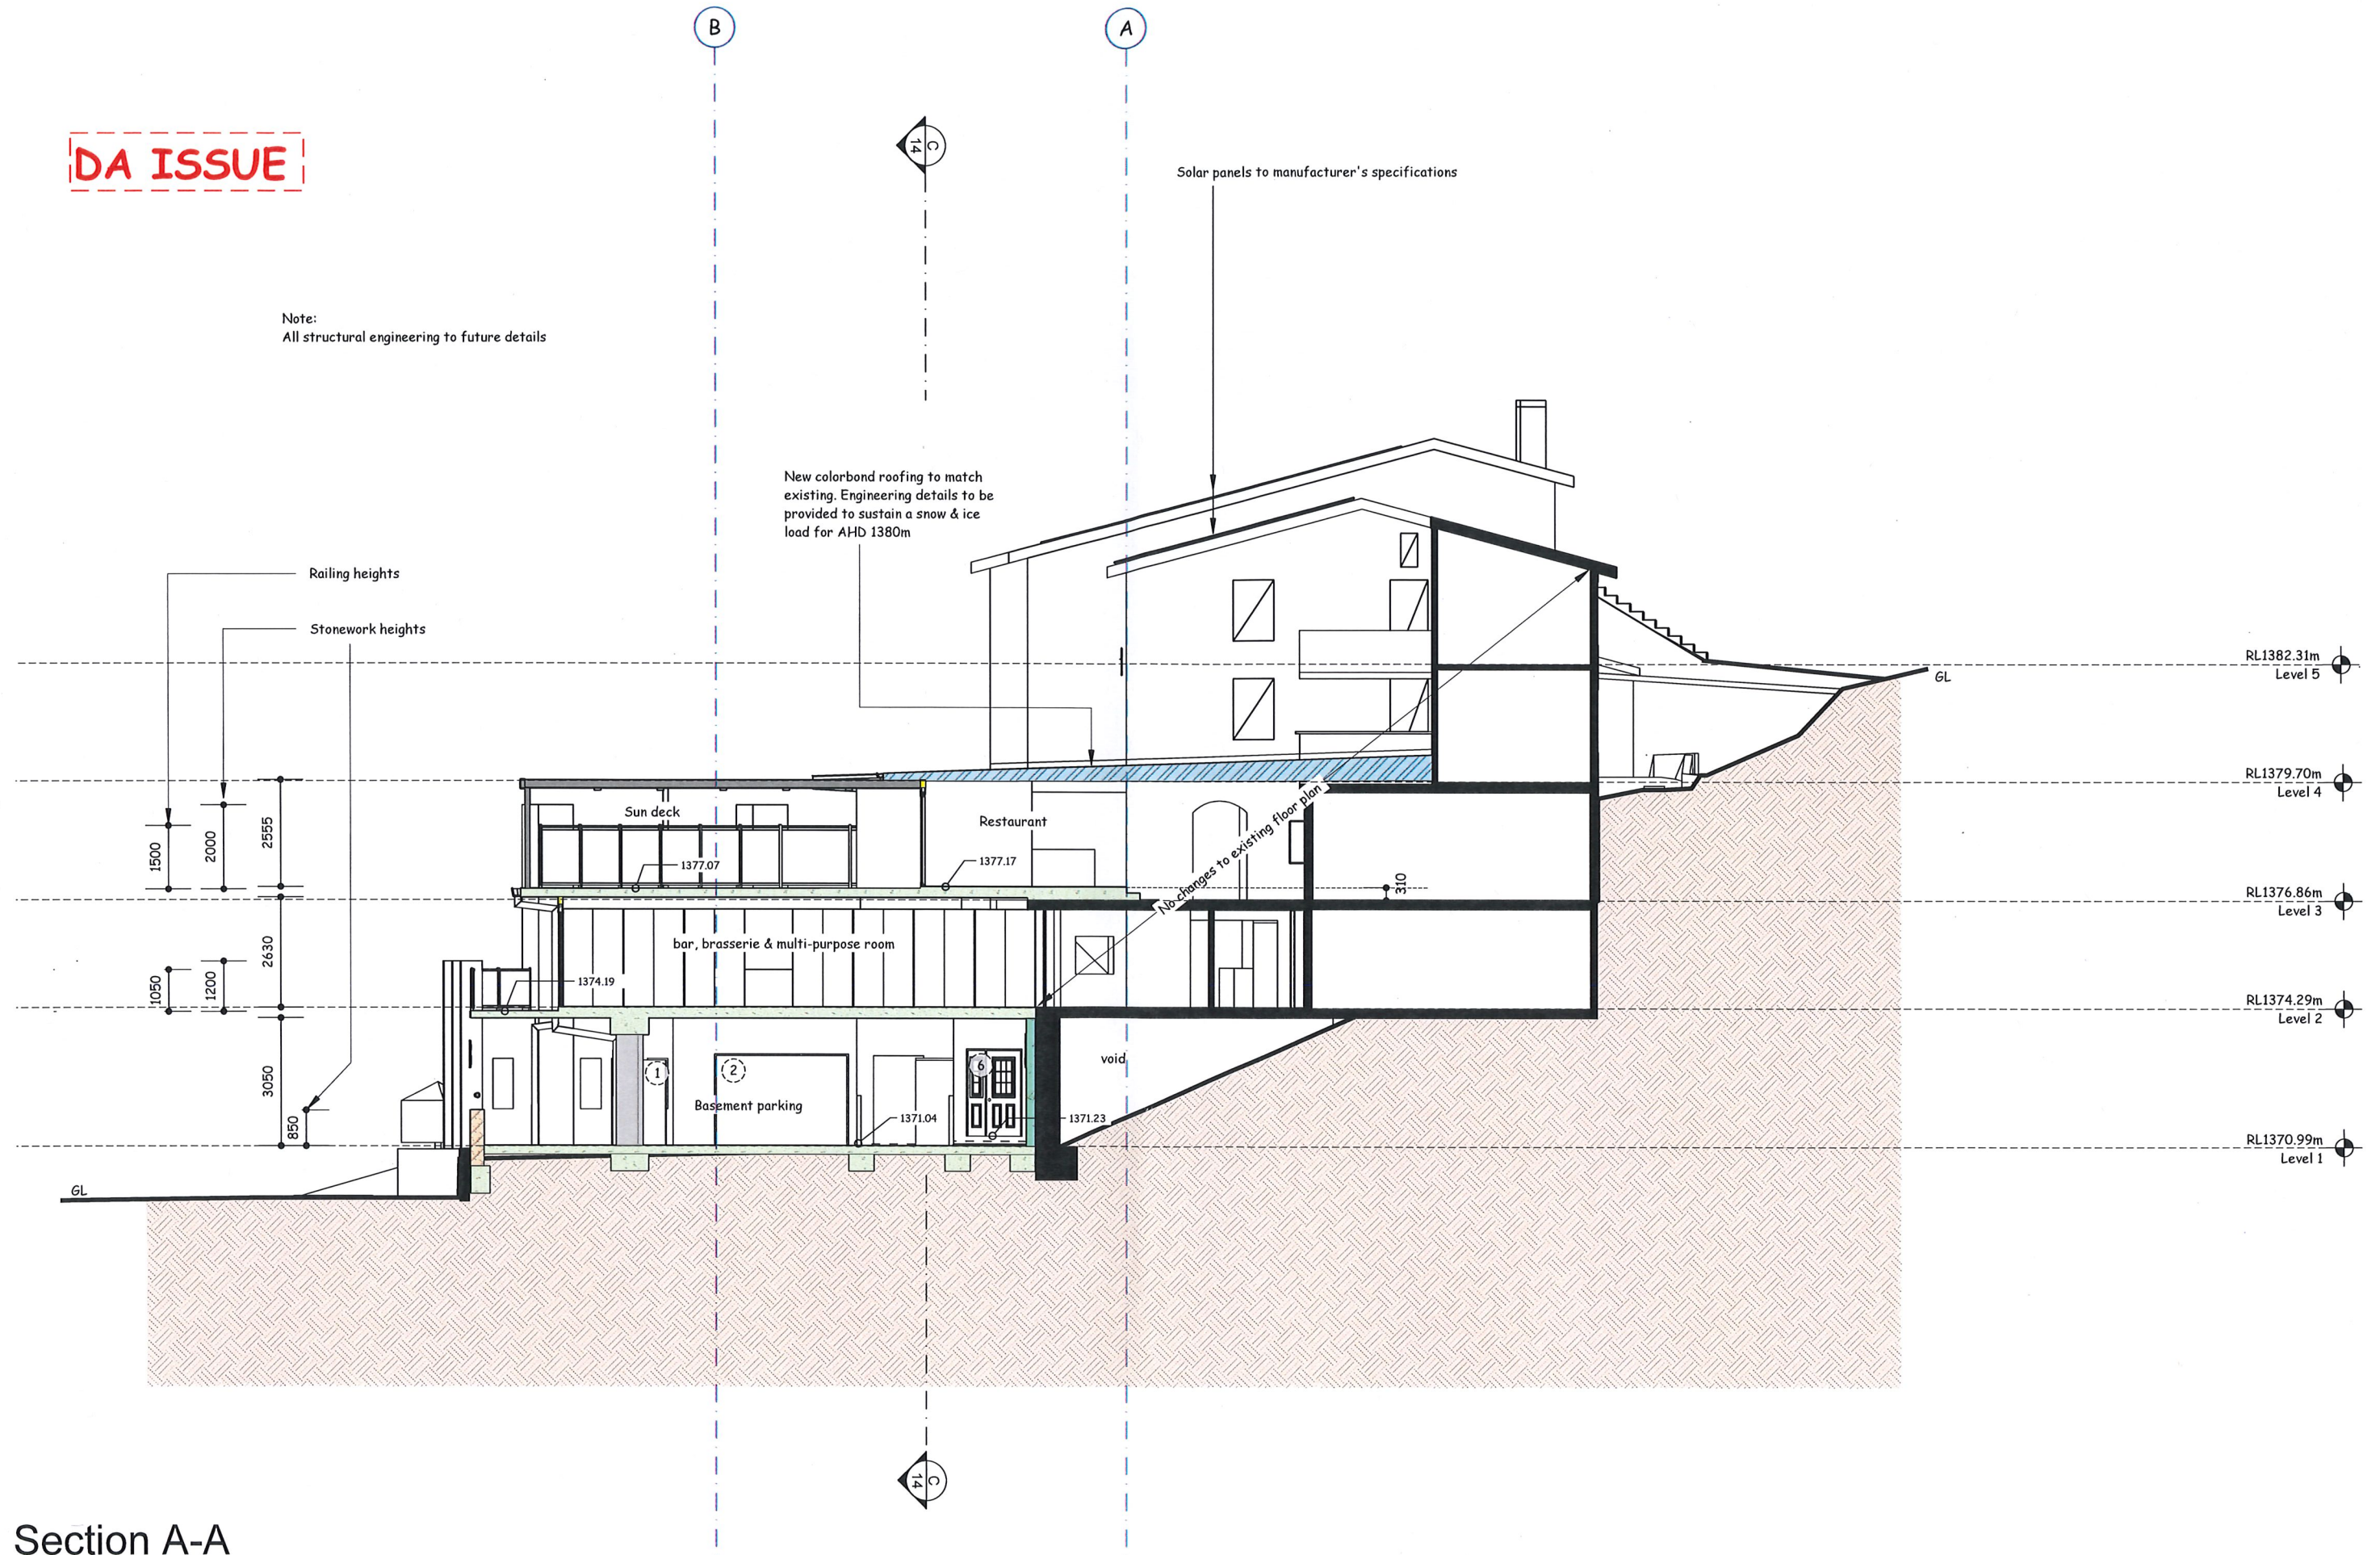 B
A
C
14
DA ISSUE
Solar panels to manufacturer's specifications
Note:
All structural engineering to future details
New colorbond roofing to match
existing. Engineering details to be
provided to sustain a snow & ice
load for AHD 1380m
Railing heights
Stonework heights
RL1382.31m
Level 5
GL
RL1379.70m
Level 4
Sun deck
Restaurant
1500
2000
2555
1377.07
1377.17
No changes to existing floor plan
310
RL1376.86m
Level 3
bar, brasserie & multi-purpose room
1050
1200
2630
1374.19
RL1374.29m
Level 2
void
1
2
6
Basement parking
3050
850
1371.04
1371.23
RL1370.99m
Level 1
GL
C
14
Section A-A